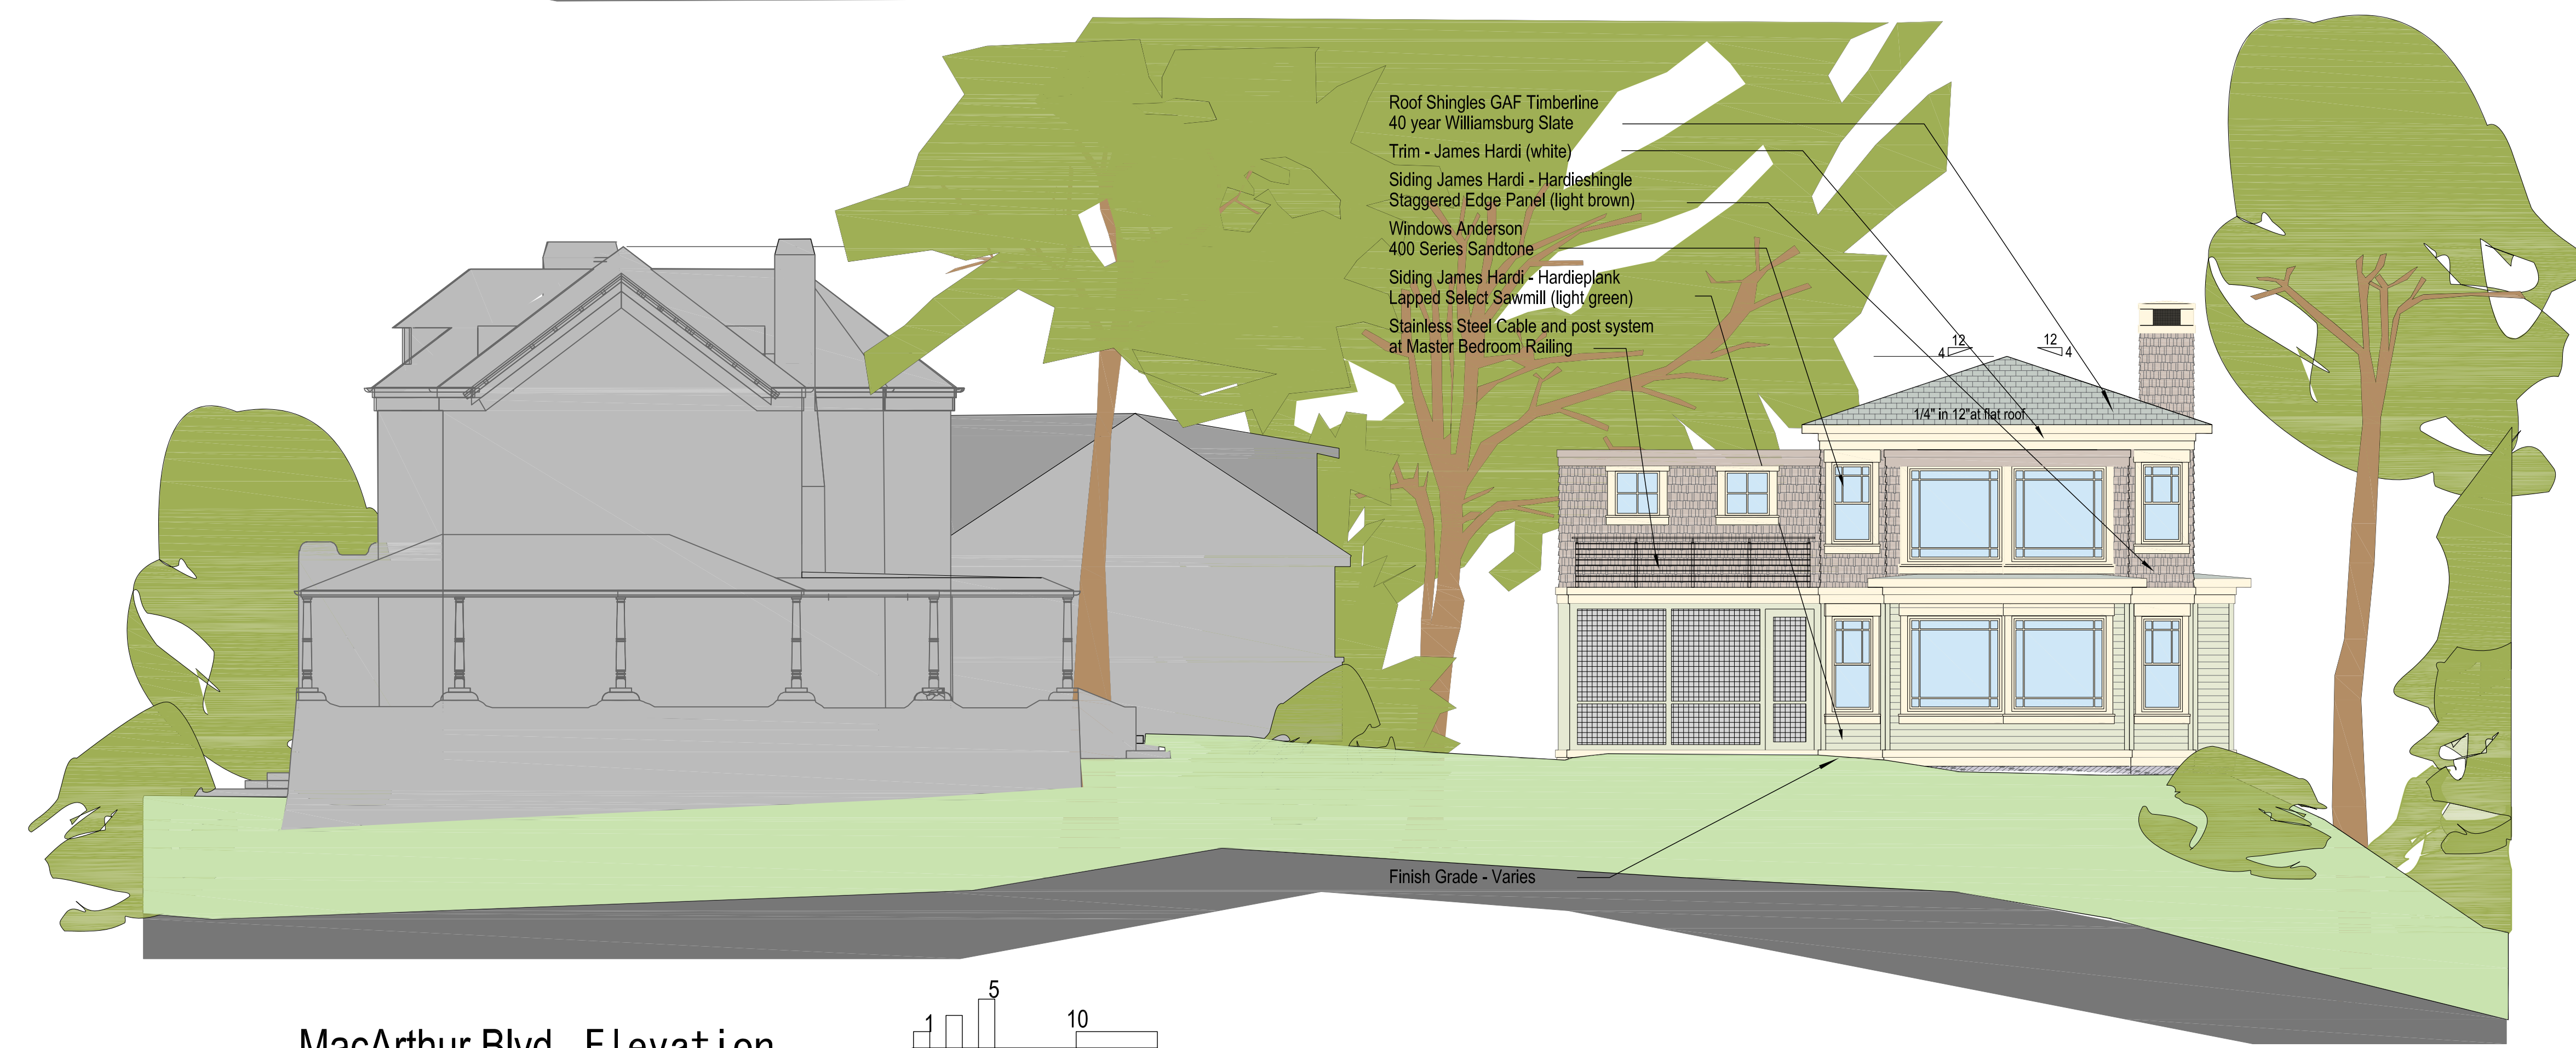 Roof Shingles GAF Timberline
40 year Williamsburg Slate
Trim - James Hardi (white)
Siding James Hardi - Hardieshingle
Staggered Edge Panel (light brown)
Windows Anderson
400 Series Sandtone
Siding James Hardi - Hardieplank
Lapped Select Sawmill (light green)
Stainless Steel Cable and post system
at Master Bedroom Railing
12
4
12
4
1/4" in 12"at flat roof
Finish Grade - Varies
MacArthur Blvd. Elevation
1
5
10